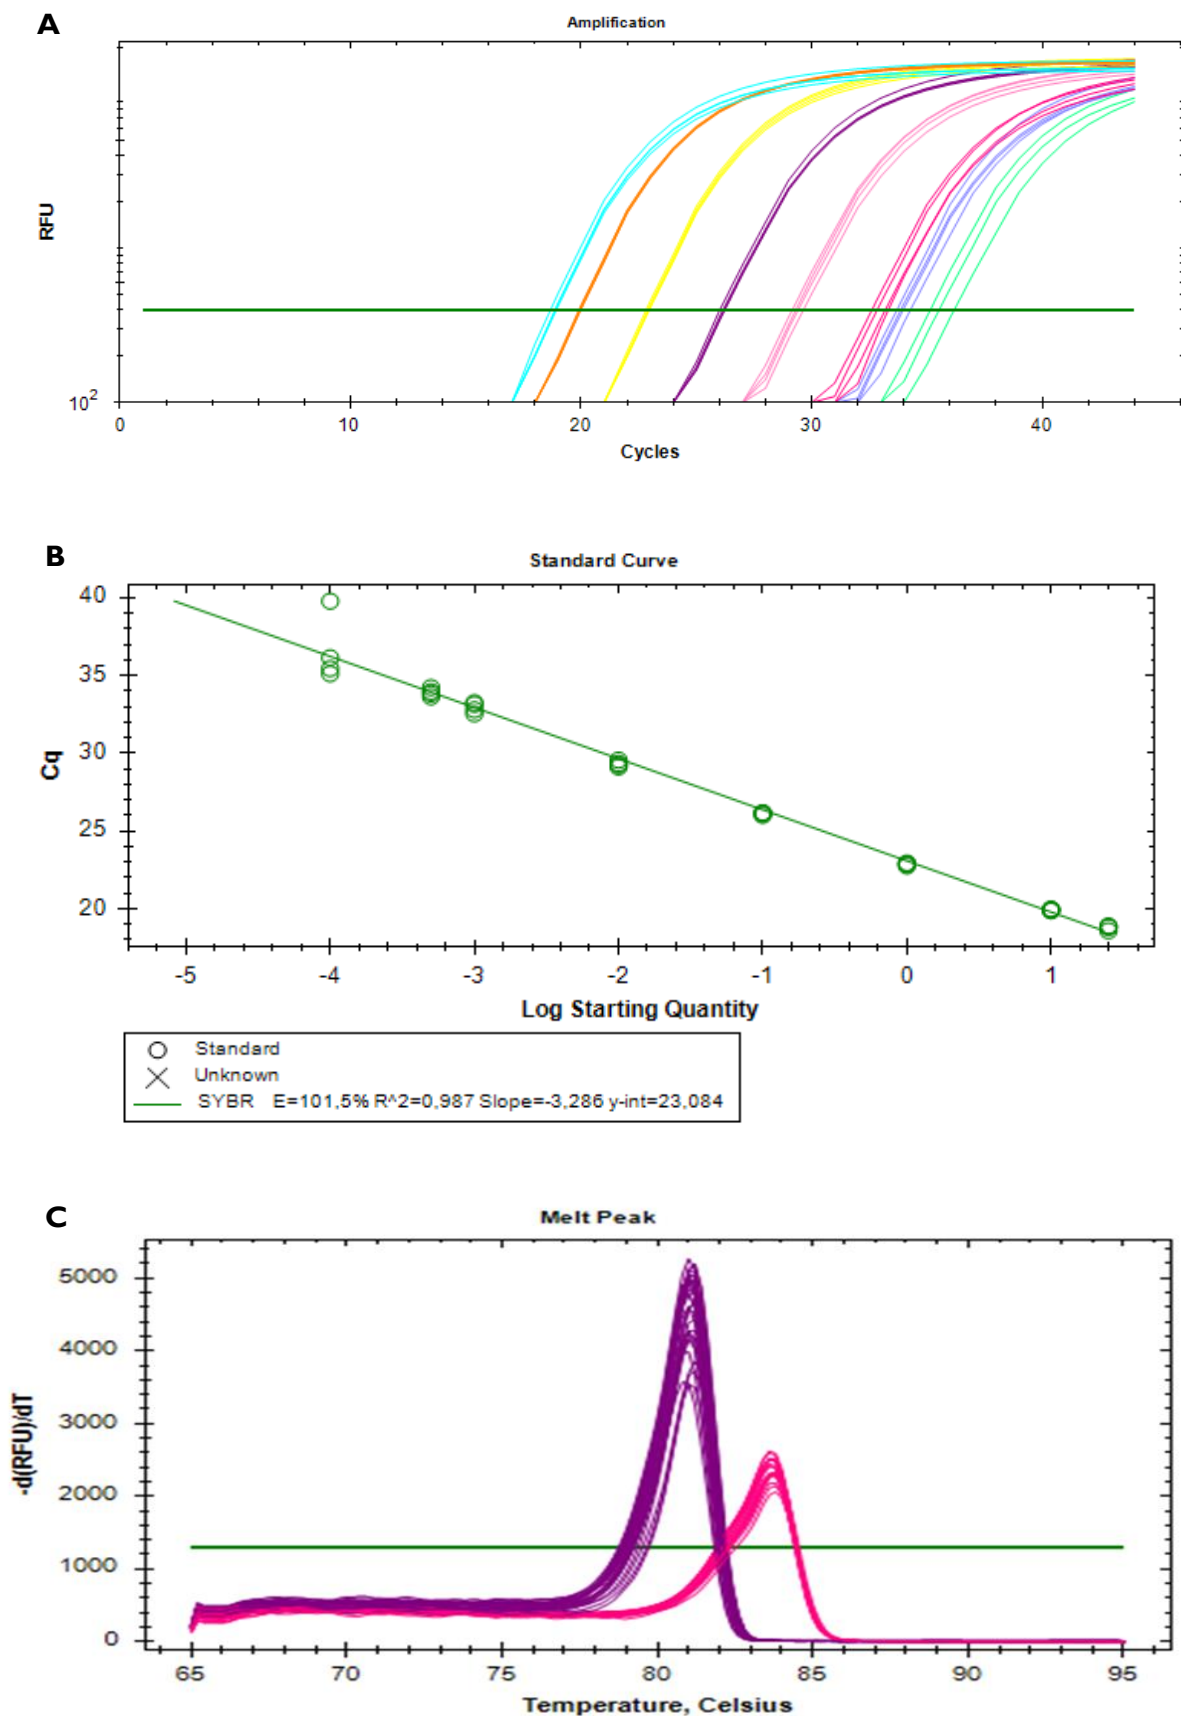 A
Amplification
RFU
10^2
0 10 20 30 40
Cycles
B
Standard Curve
Cq
40
35
30
25
20
-5 -4 -3 -2 -1 0 1
Log Starting Quantity
Standard
Unknown
SYBR E=101,5% R^2=0,987 Slope=-3,286 y-int=23,084
C
Melt Peak
-d(RFU)/dT
5000
4000
3000
2000
1000
0
65 70 75 80 85 90 95
Temperature, Celsius